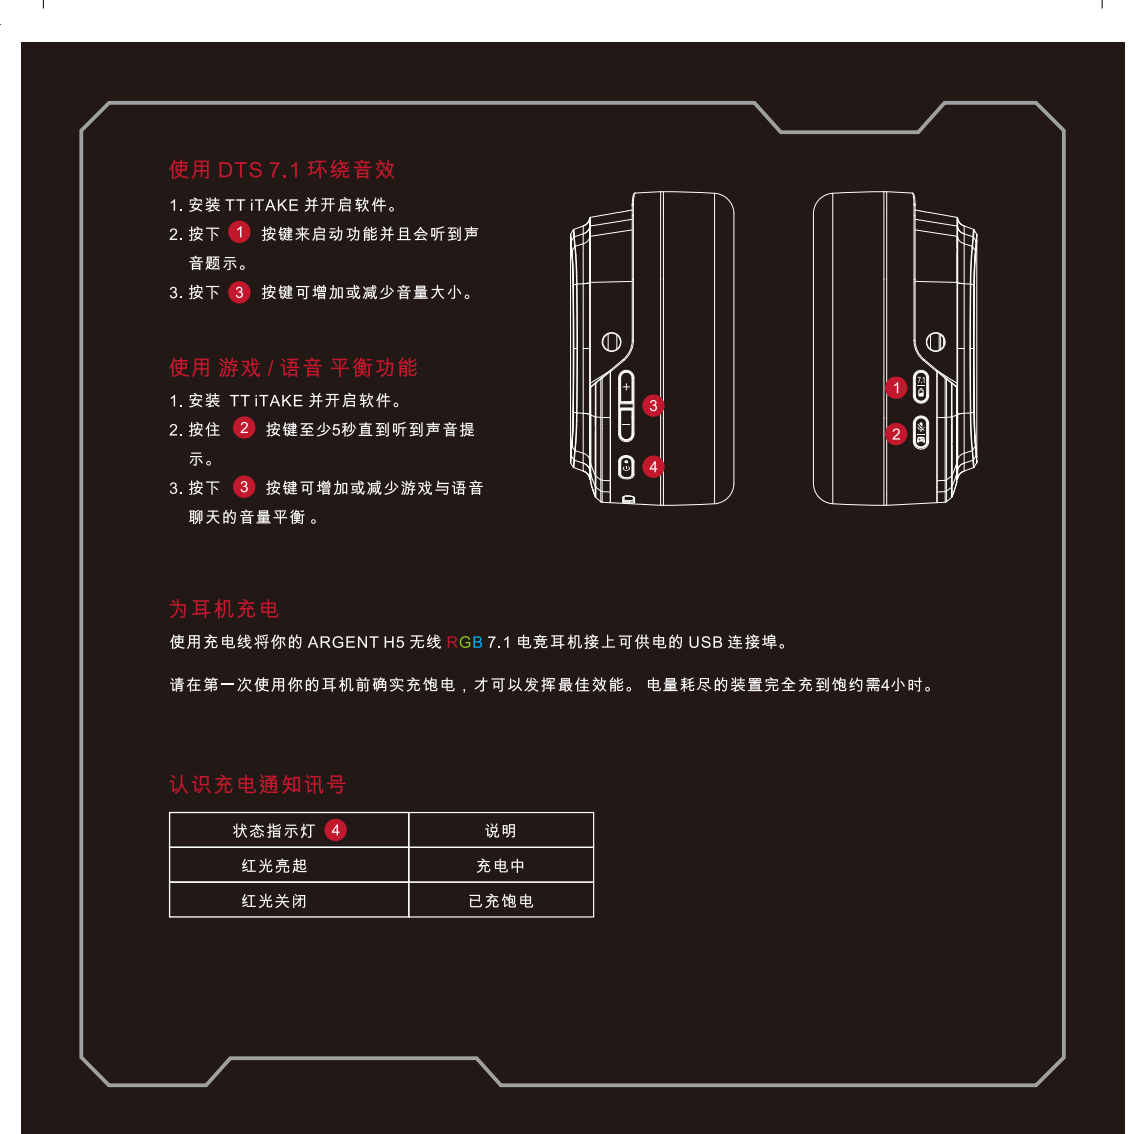 使用 DTS 7.1 环绕音效
1. 安装 TT iTAKE 并开启软件。
2. 按下 1 按键来启动功能并且会听到声
音题示。
3. 按下 3 按键可增加或减少音量大小。
使用 游戏 / 语音 平衡功能
1. 安装 TT iTAKE 并开启软件。
2. 按住 2 按键至少5秒直到听到声音提
示。
3. 按下 3 按键可增加或减少游戏与语音
聊天的音量平衡 。
+
3
4
7.1
1
2
为耳机充电
使用充电线将你的 ARGENT H5 无线 RGB 7.1 电竞耳机接上可供电的 USB 连接埠。
请在第一次使用你的耳机前确实充饱电，才可以发挥最佳效能。 电量耗尽的装置完全充到饱约需4小时。
认识充电通知讯号
状态指示灯 4 说明
红光亮起 充电中
红光关闭 已充饱电